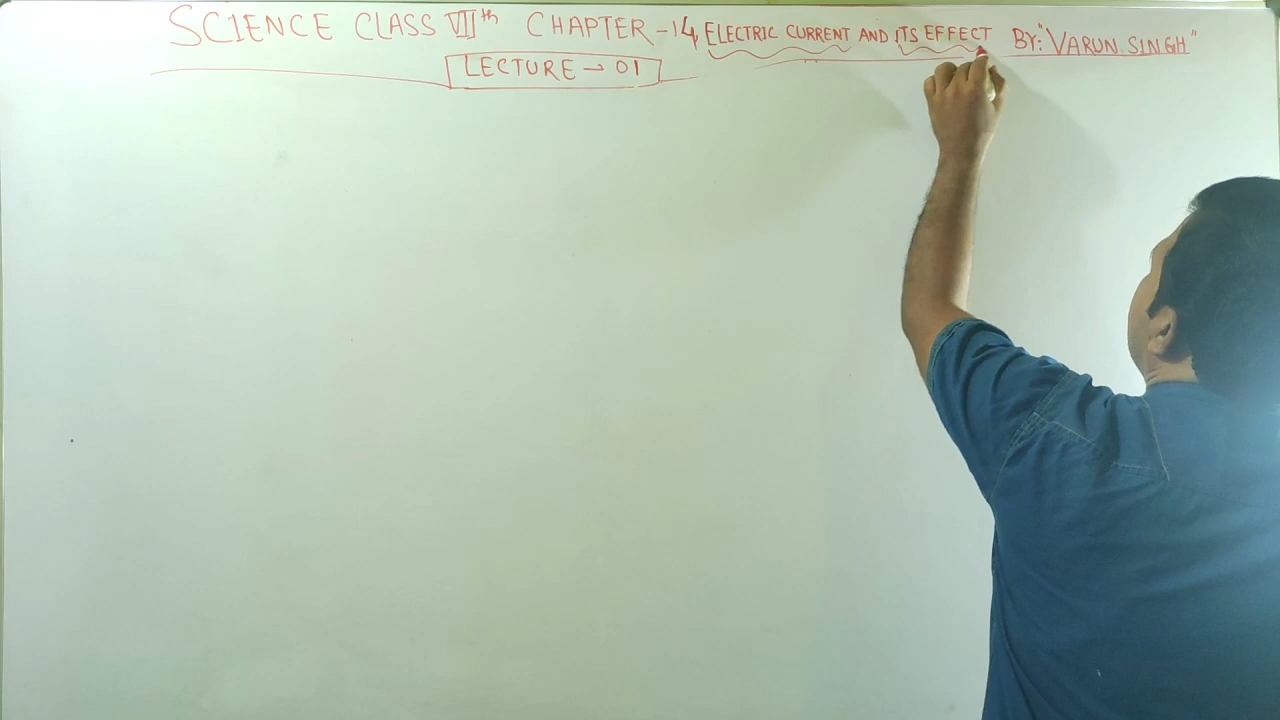 SCIENCE CLASS VIIth CHAPTER-14, ELECTRIC CURRENT AND ITS EFFECT BY: "VARUN SINGH"
LECTURE → 01